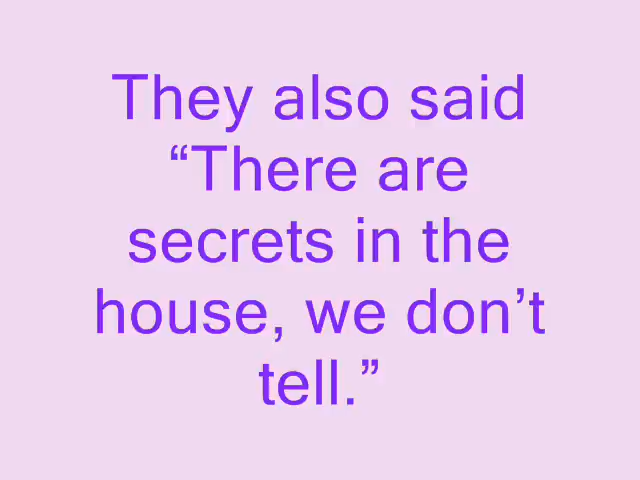 They also said
“There are
secrets in the
house, we don’t
tell.”